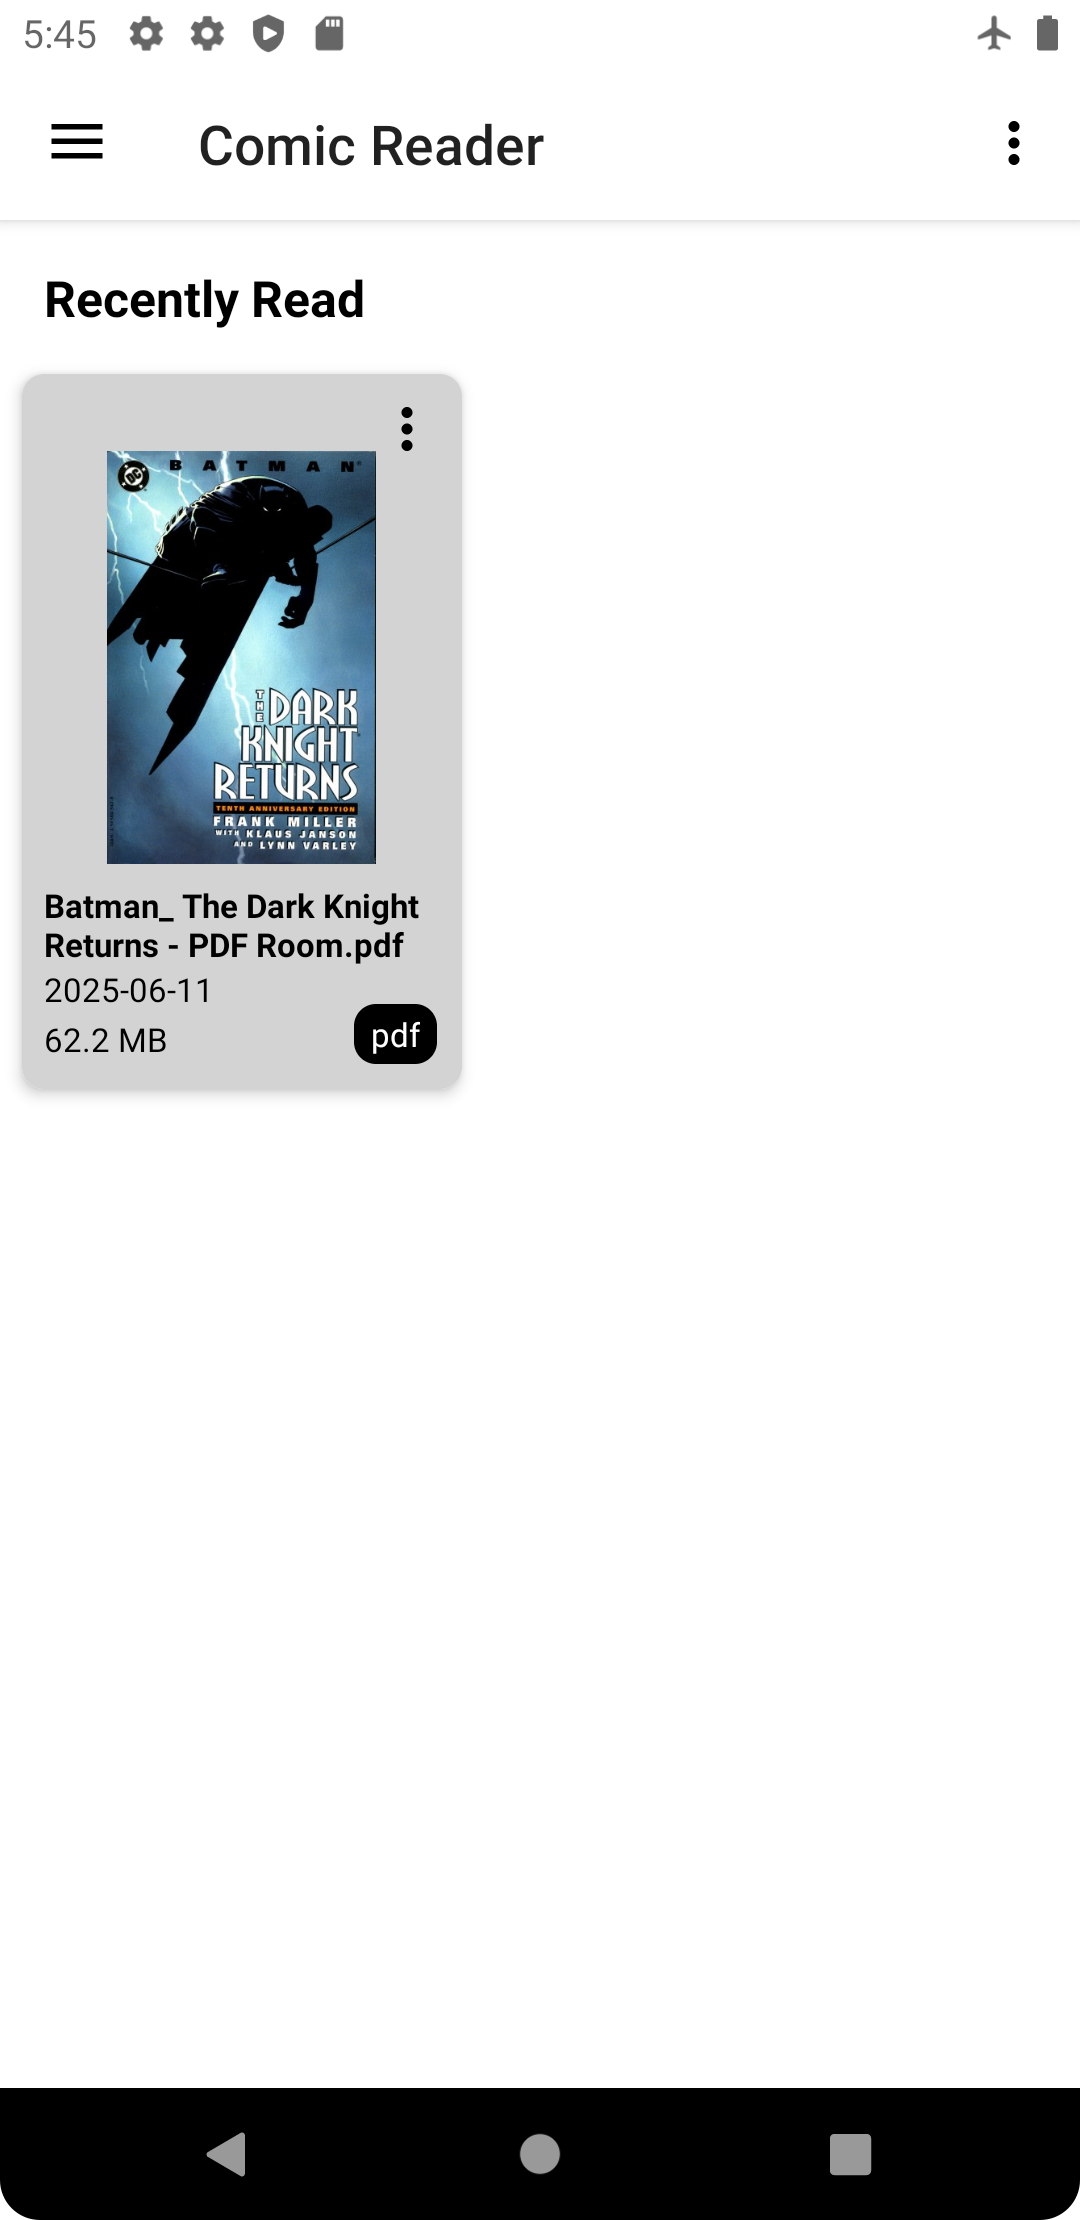 5:45
Comic Reader
Recently Read
DC
BATMAN
THE
DARK
KNIGHT
RETURNS
TENTH ANNIVERSARY EDITION
FRANK MILLER
WITH KLAUS JANSON
AND LYNN VARLEY
Batman_ The Dark Knight
Returns - PDF Room.pdf
2025-06-11
62.2 MB
pdf